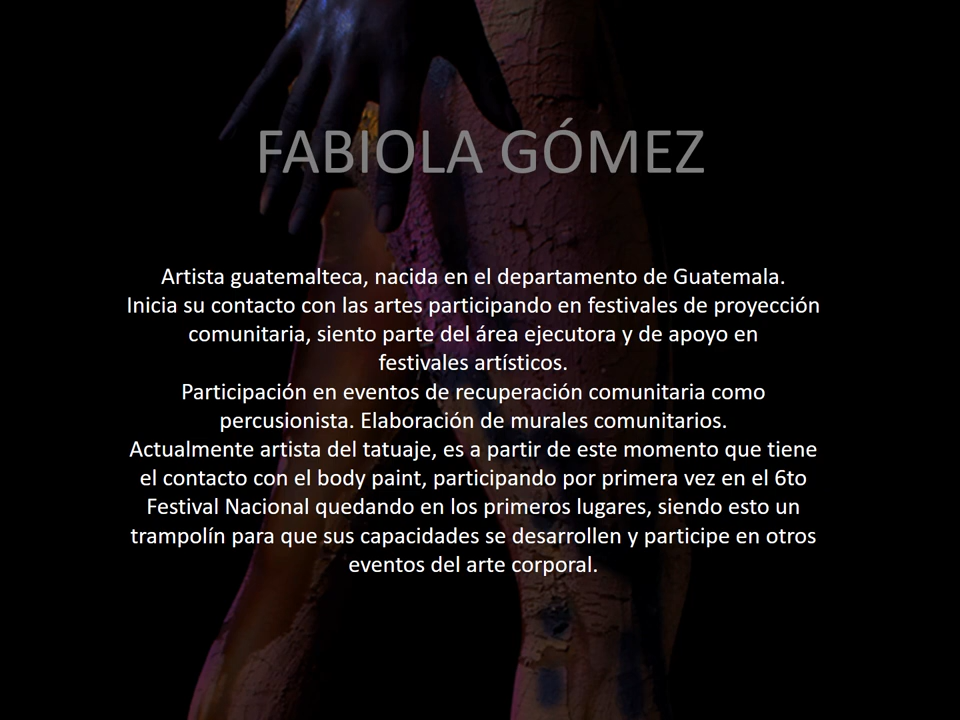 FABIOLA GÓMEZ
Artista guatemalteca, nacida en el departamento de Guatemala.
Inicia su contacto con las artes participando en festivales de proyección
comunitaria, siento parte del área ejecutora y de apoyo en
festivales artísticos.
Participación en eventos de recuperación comunitaria como
percusionista. Elaboración de murales comunitarios.
Actualmente artista del tatuaje, es a partir de este momento que tiene
el contacto con el body paint, participando por primera vez en el 6to
Festival Nacional quedando en los primeros lugares, siendo esto un
trampolín para que sus capacidades se desarrollen y participe en otros
eventos del arte corporal.